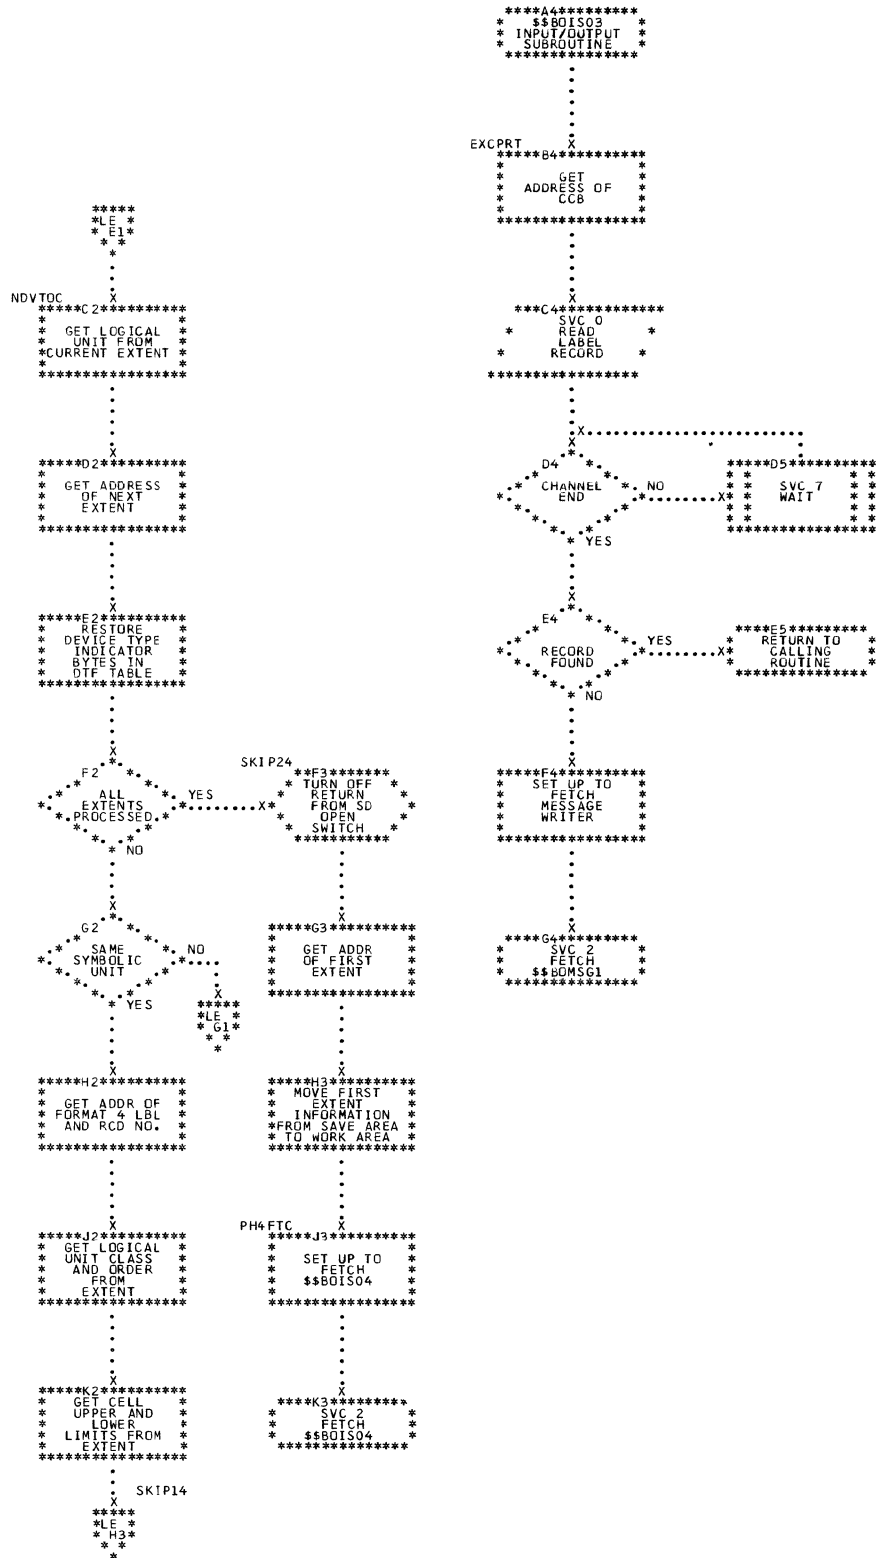 A4
$$BOIS03
INPUT/OUTPUT
SUBROUTINE
EXCPRT
B4
GET
ADDRESS OF
CCB
LE
E1
NDVTOC
C2
GET LOGICAL
UNIT FROM
CURRENT EXTENT
C4
SVC 0
READ
LABEL
RECORD
D2
GET ADDRESS
OF NEXT
EXTENT
D4
CHANNEL
END
NO
YES
D5
SVC 7
WAIT
E2
RESTORE
DEVICE TYPE
INDICATOR
BYTES IN
DTF TABLE
E4
RECORD
FOUND
YES
NO
E5
RETURN TO
CALLING
ROUTINE
F2
ALL
EXTENTS
PROCESSED
YES
NO
SKIP24
F3
TURN OFF
RETURN
FROM SD
OPEN
SWITCH
F4
SET UP TO
FETCH
MESSAGE
WRITER
G2
SAME
SYMBOLIC
UNIT
NO
YES
LE
G1
G3
GET ADDR
OF FIRST
EXTENT
G4
SVC 2
FETCH
$$BOMSG1
H2
GET ADDR OF
FORMAT 4 LBL
AND RCD NO.
H3
MOVE FIRST
EXTENT
INFORMATION
FROM SAVE AREA
TO WORK AREA
J2
GET LOGICAL
UNIT CLASS
AND ORDER
FROM
EXTENT
PH4FTC
J3
SET UP TO
FETCH
$$BOIS04
K2
GET CELL
UPPER AND
LOWER
LIMITS FROM
EXTENT
K3
SVC 2
FETCH
$$BOIS04
SKIP14
LE
H3